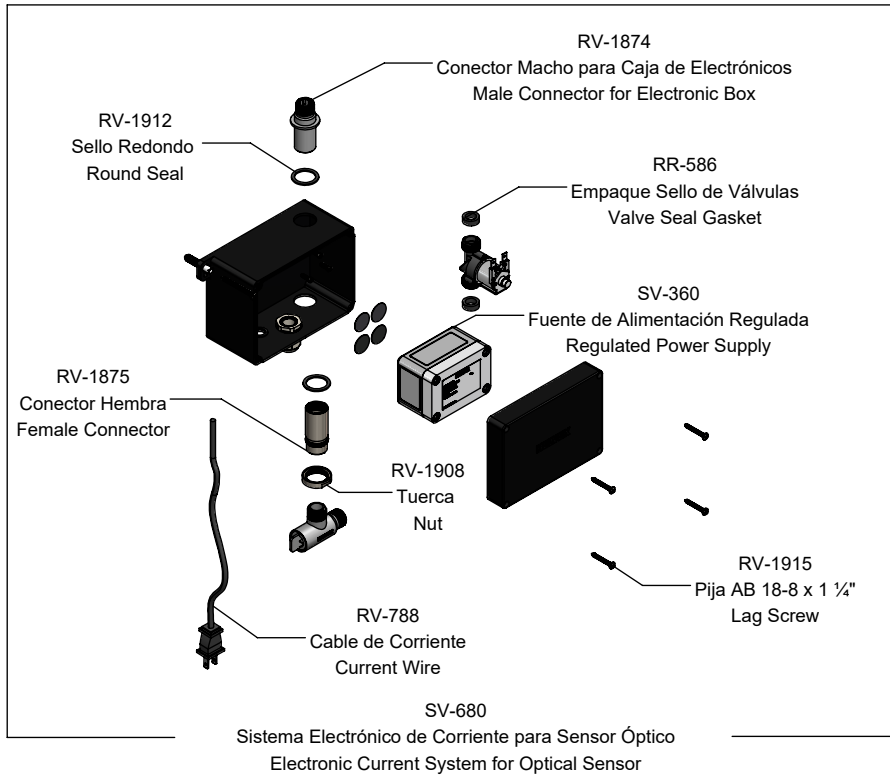 RV-1874
Conector Macho para Caja de Electrónicos
Male Connector for Electronic Box
RV-1912
Sello Redondo
Round Seal
RR-586
Empaque Sello de Válvulas
Valve Seal Gasket
SV-360
Fuente de Alimentación Regulada
Regulated Power Supply
RV-1875
Conector Hembra
Female Connector
RV-1908
Tuerca
Nut
RV-1915
Pija AB 18-8 x 1 ¼"
Lag Screw
RV-788
Cable de Corriente
Current Wire
SV-680
Sistema Electrónico de Corriente para Sensor Óptico
Electronic Current System for Optical Sensor